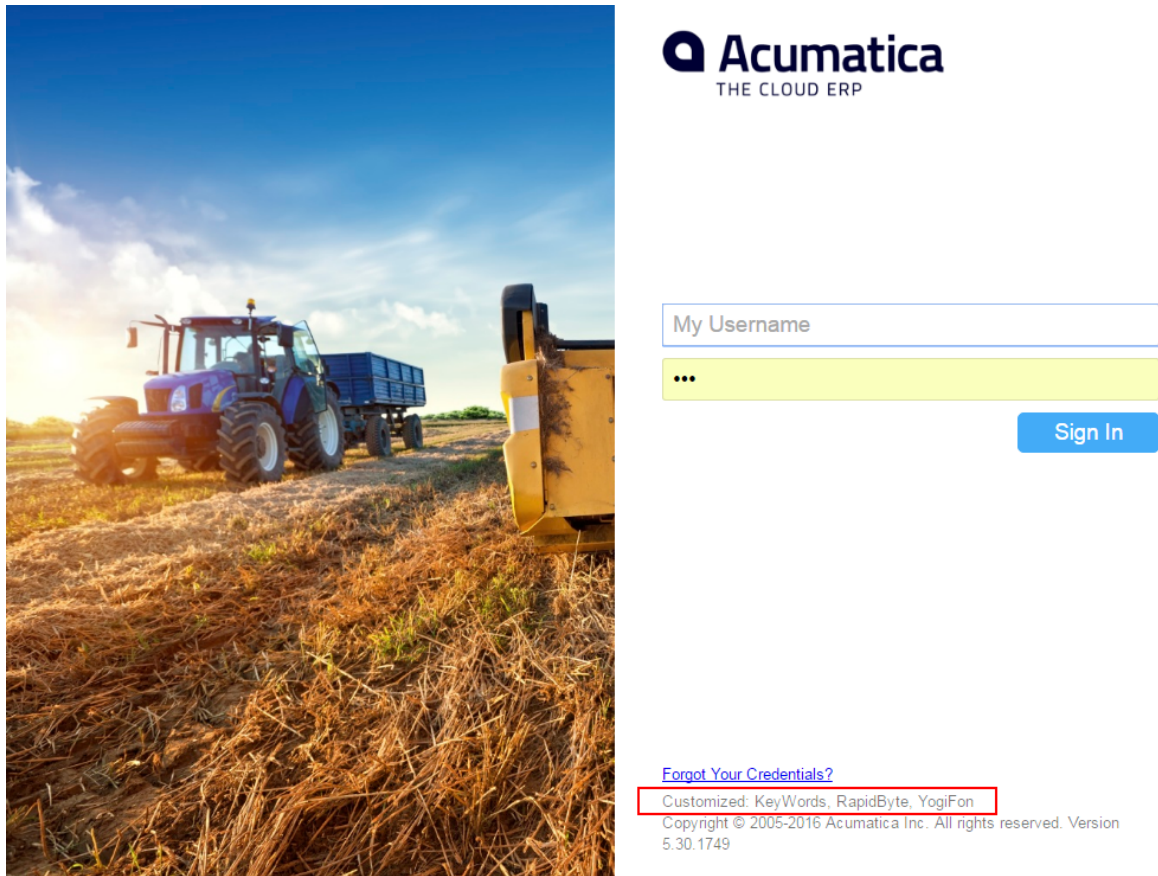 Acumatica
THE CLOUD ERP
My Username
•••
Sign In
Forgot Your Credentials?
Customized: KeyWords, RapidByte, YogiFon
Copyright © 2005-2016 Acumatica Inc. All rights reserved. Version
5.30.1749